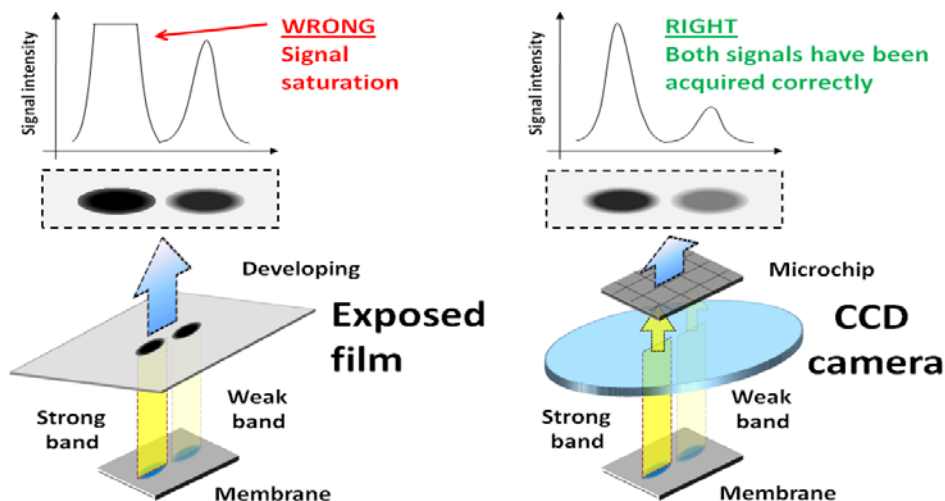 Signal intensity
WRONG
Signal
saturation
Developing
Exposed
film
Strong
band
Weak
band
Membrane
Signal intensity
RIGHT
Both signals have been
acquired correctly
Microchip
CCD
camera
Strong
band
Weak
band
Membrane